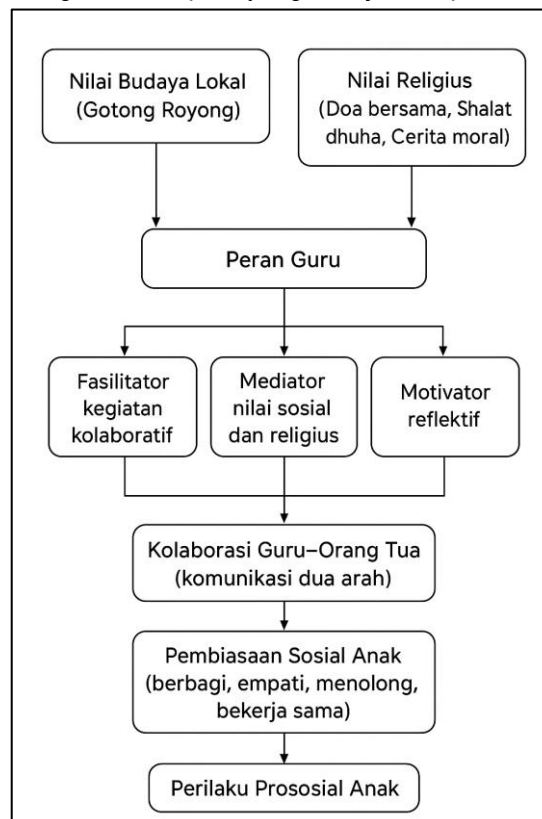 Nilai Budaya Lokal
(Gotong Royong)
Nilai Religius
(Doa bersama, Shalat
dhuha, Cerita moral)
Peran Guru
Fasilitator
kegiatan
kolaboratif
Mediator
nilai sosial
dan religius
Motivator
reflektif
Kolaborasi Guru–Orang Tua
(komunikasi dua arah)
Pembiasaan Sosial Anak
(berbagi, empati, menolong,
bekerja sama)
Perilaku Prososial Anak